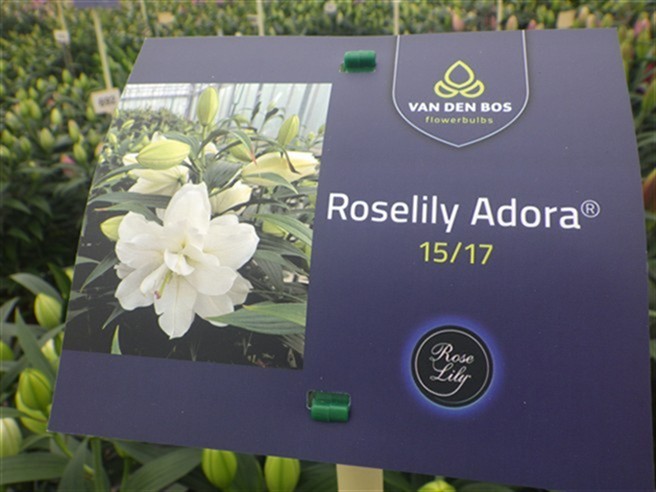 VAN DEN BOS
flowerbulbs
Roselily Adora®
15/17
Rose
Lily